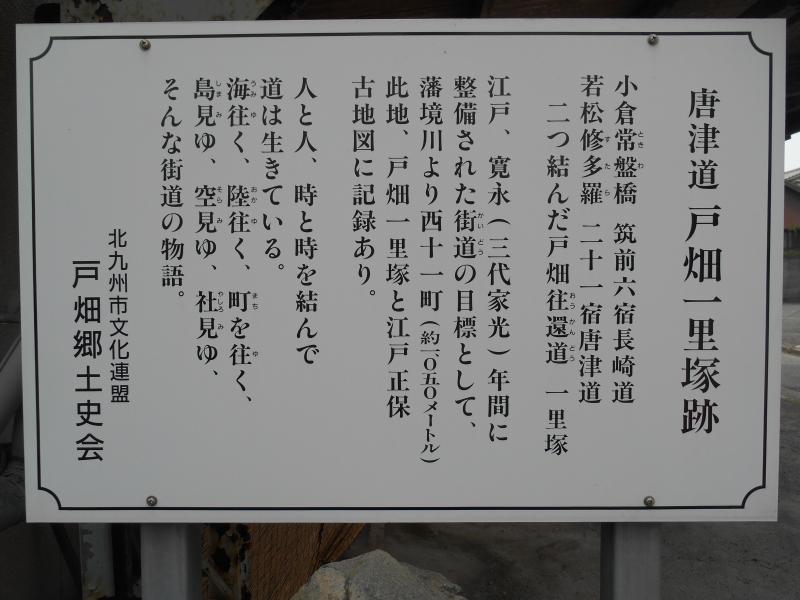 唐津道 戸畑一里塚跡
小倉常盤橋 筑前六宿長崎道
若松修多羅 二十一宿唐津道
二つ結んだ戸畑往還道 一里塚
江戸、寛永(三代家光)年間に
整備された街道の目標として、
藩境川より西十一町(約一、〇五〇メートル)
此地、戸畑一里塚と江戸正保
古地図に記録あり。
人と人、時と時を結んで
道は生きている。
海往く、陸往く、町を往く、
島見ゆ、空見ゆ、社見ゆ、
そんな街道の物語。
北九州市文化連盟
戸畑郷土史会